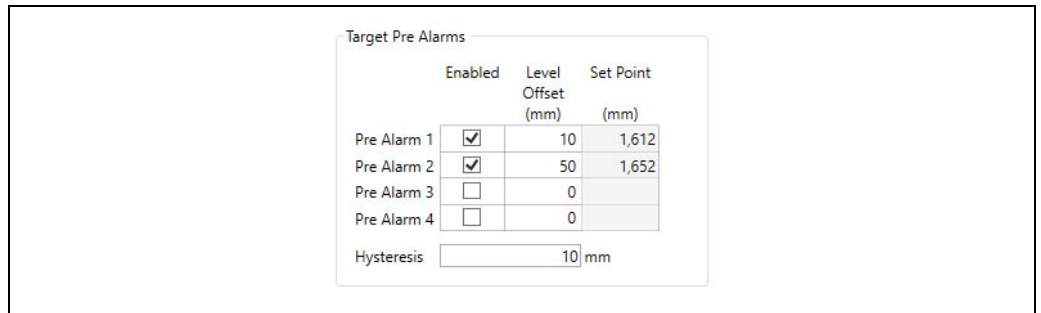 Target Pre Alarms
Enabled Level Set Point
Offset
(mm) (mm)
Pre Alarm 1 10 1,612
Pre Alarm 2 50 1,652
Pre Alarm 3 0
Pre Alarm 4 0
Hysteresis 10 mm